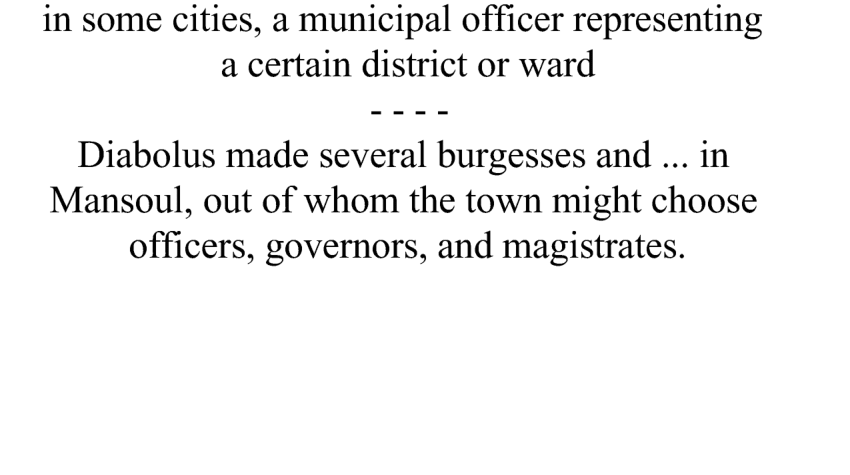 in some cities, a municipal officer representing
a certain district or ward
- - - -
Diabolus made several burgesses and ... in
Mansoul, out of whom the town might choose
officers, governors, and magistrates.